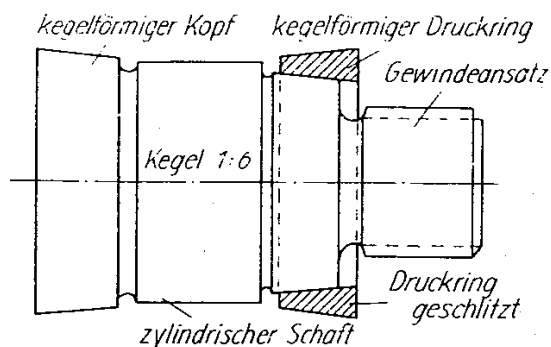 kegelförmiger Kopf
kegelförmiger Druckring
Gewindeansatz
Kegel 1:6
Druckring
geschlitzt
zylindrischer Schaft